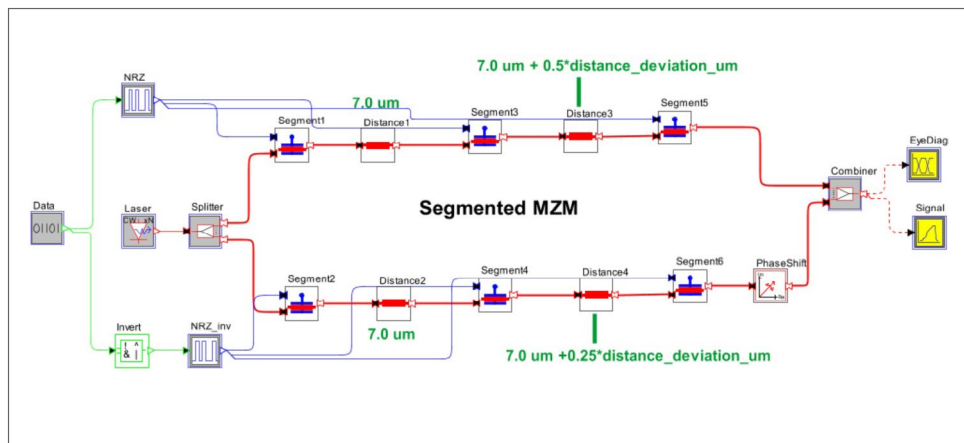 7.0 um + 0.5*distance_deviation_um
NRZ
7.0 um
Segment1
Distance1
Segment3
Distance3
Segment5
EyeDiag
Data
01101
Laser
CW
Splitter
Segmented MZM
Combiner
Signal
Segment2
Distance2
Segment4
Distance4
Segment6
PhaseShift
Invert
NRZ_inv
7.0 um
7.0 um +0.25*distance_deviation_um